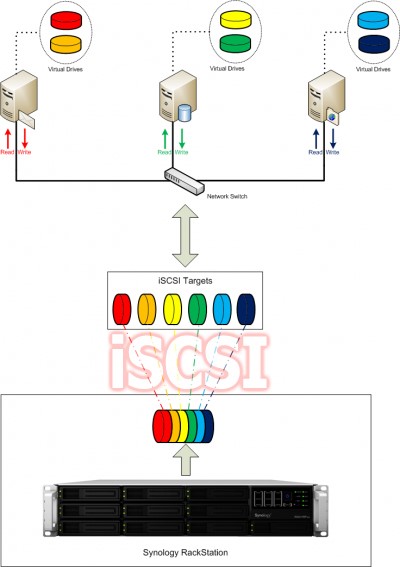 Virtual Drives
Virtual Drives
Virtual Drives
Read Write
Read Write
Read Write
Network Switch
iSCSI Targets
iSCSI
Synology
Synology RackStation